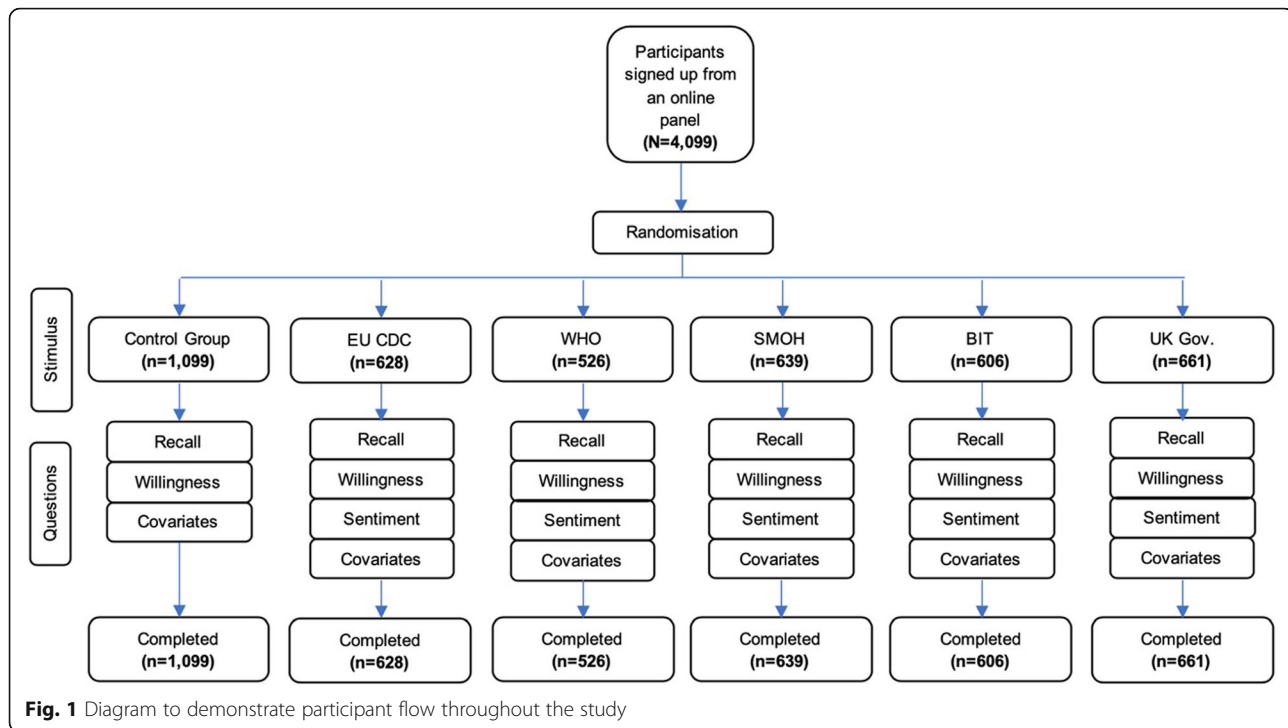 Participants
signed up from
an online
panel
(N=4,099)
Randomisation
Stimulus
Control Group
(n=1,099)
EU CDC
(n=628)
WHO
(n=526)
SMOH
(n=639)
BIT
(n=606)
UK Gov.
(n=661)
Questions
Recall
Willingness
Covariates
Recall
Willingness
Sentiment
Covariates
Recall
Willingness
Sentiment
Covariates
Recall
Willingness
Sentiment
Covariates
Recall
Willingness
Sentiment
Covariates
Recall
Willingness
Sentiment
Covariates
Completed
(n=1,099)
Completed
(n=628)
Completed
(n=526)
Completed
(n=639)
Completed
(n=606)
Completed
(n=661)
Fig. 1 Diagram to demonstrate participant flow throughout the study